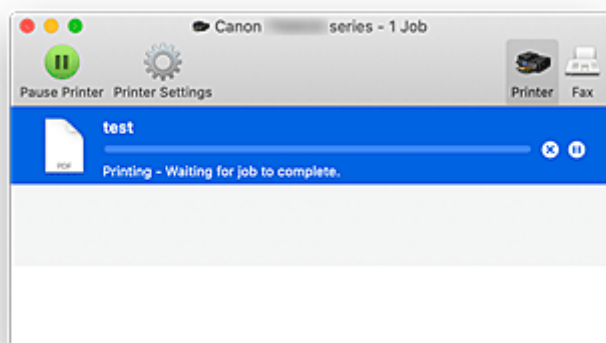 Canon series - 1 Job
Pause Printer Printer Settings Printer Fax
test
PDF
Printing - Waiting for job to complete.